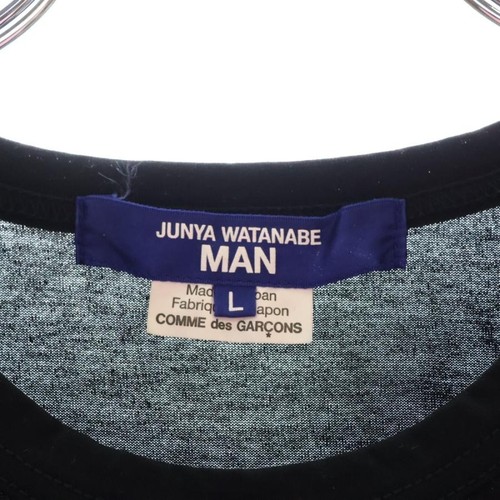 JUNYA WATANABE
MAN
L
COMME des GARÇONS